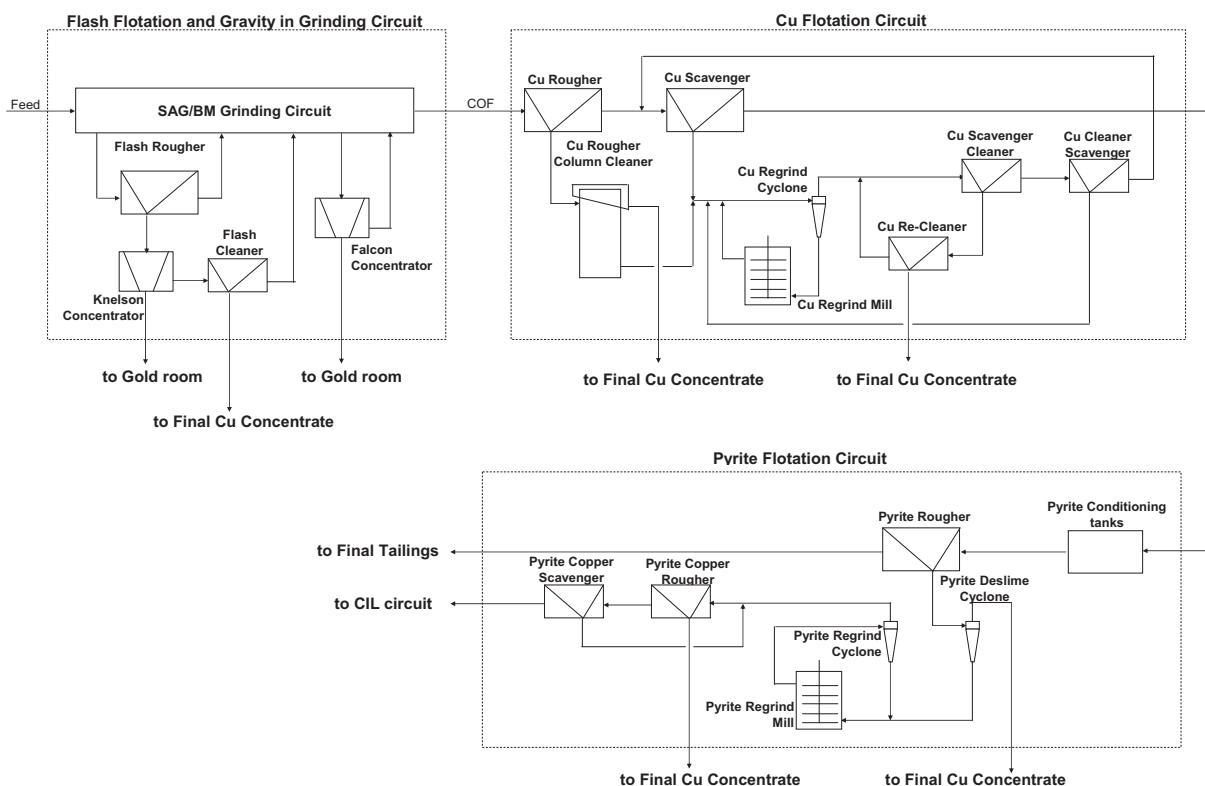 Flash Flotation and Gravity in Grinding Circuit
Feed
SAG/BM Grinding Circuit
Flash Rougher
Flash
Cleaner
Knelson
Concentrator
Falcon
Concentrator
to Gold room
to Gold room
to Final Cu Concentrate
COF
Cu Flotation Circuit
Cu Rougher
Cu Scavenger
Cu Rougher
Column Cleaner
Cu Regrind
Cyclone
Cu Scavenger
Cleaner
Cu Cleaner
Scavenger
Cu Re-Cleaner
Cu Regrind Mill
to Final Cu Concentrate
to Final Cu Concentrate
Pyrite Flotation Circuit
Pyrite Conditioning
tanks
Pyrite Rougher
to Final Tailings
Pyrite Copper
Scavenger
Pyrite Copper
Rougher
Pyrite Deslime
Cyclone
to CIL circuit
Pyrite Regrind
Cyclone
Pyrite Regrind
Mill
to Final Cu Concentrate
to Final Cu Concentrate